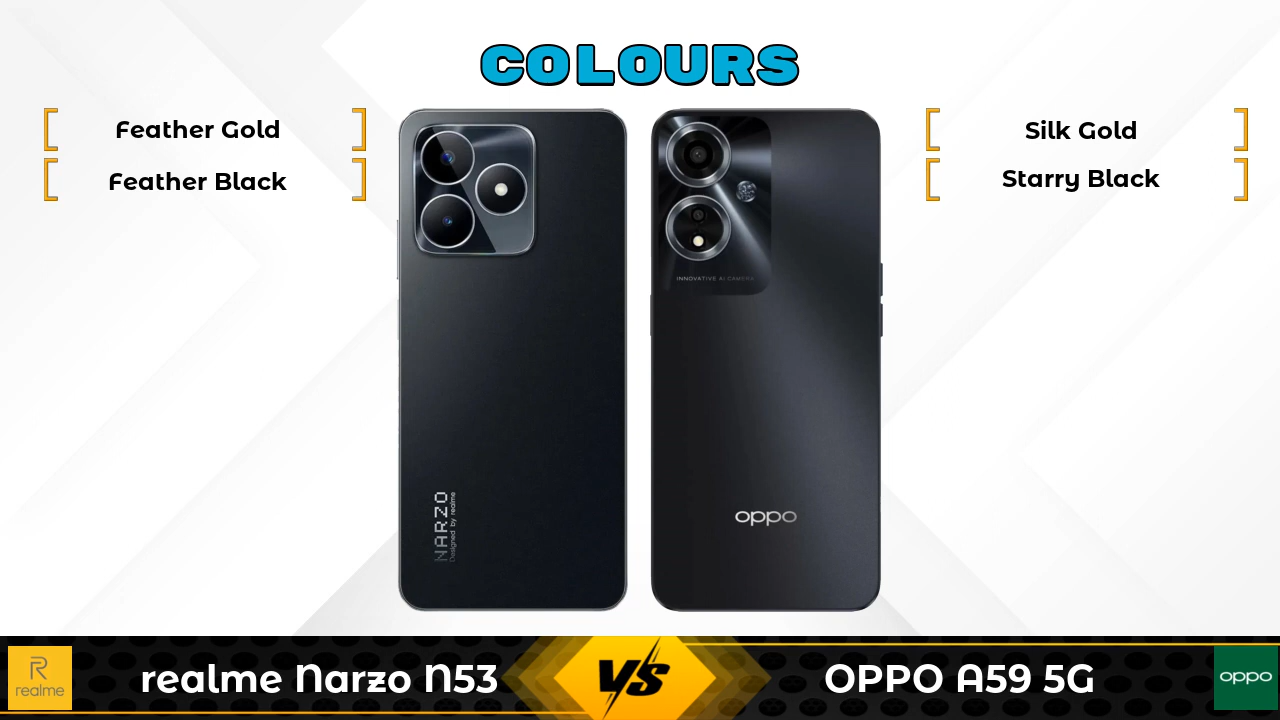 COLOURS
Feather Gold
Feather Black
Silk Gold
Starry Black
NARZO
Designed by realme
INNOVATIVE AI CAMERA
oppo
realme
realme Narzo N53
VS
OPPO A59 5G
oppo